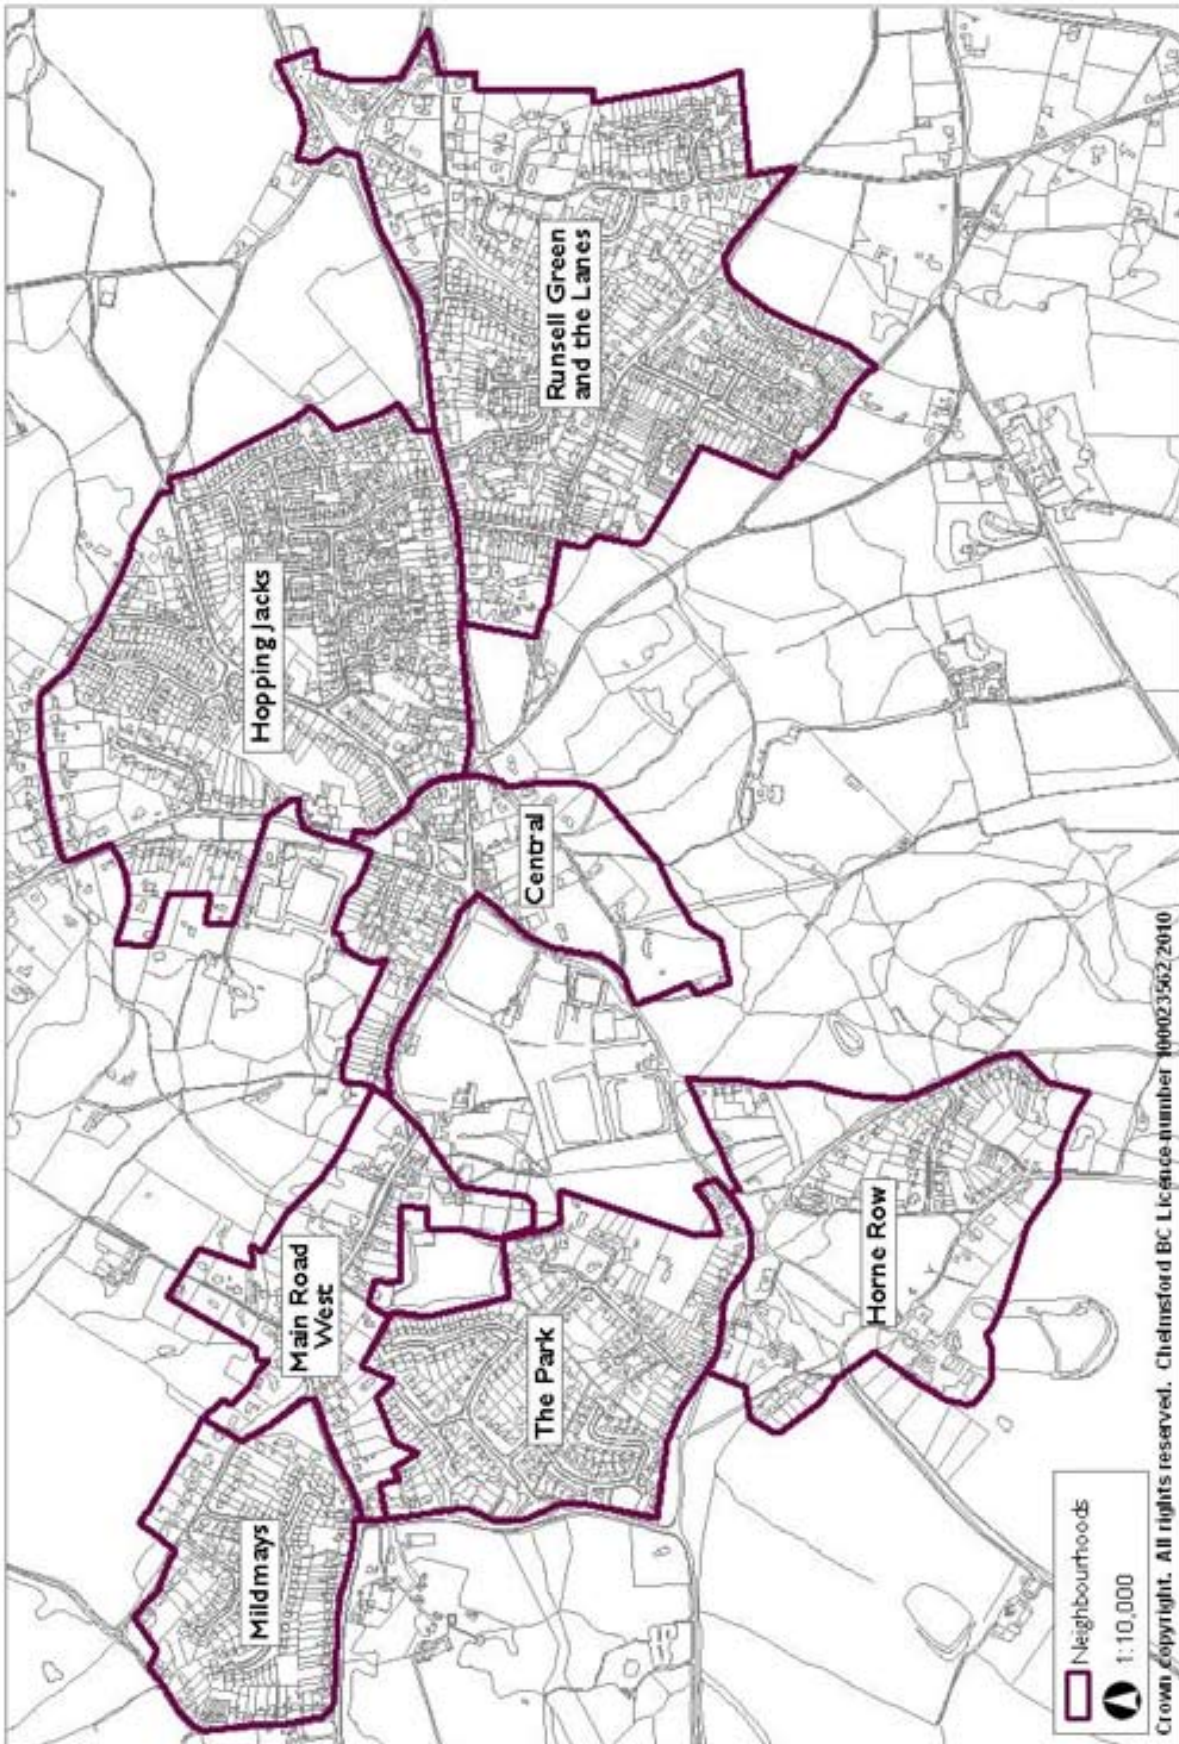 Mildmays
Main Road
West
The Park
Horne Row
Central
Hopping Jacks
Runsell Green
and the Lanes
Neighbourhoods
1:10,000
Crown copyright. All rights reserved. Chelmsford BC Licence number 100023562 2010